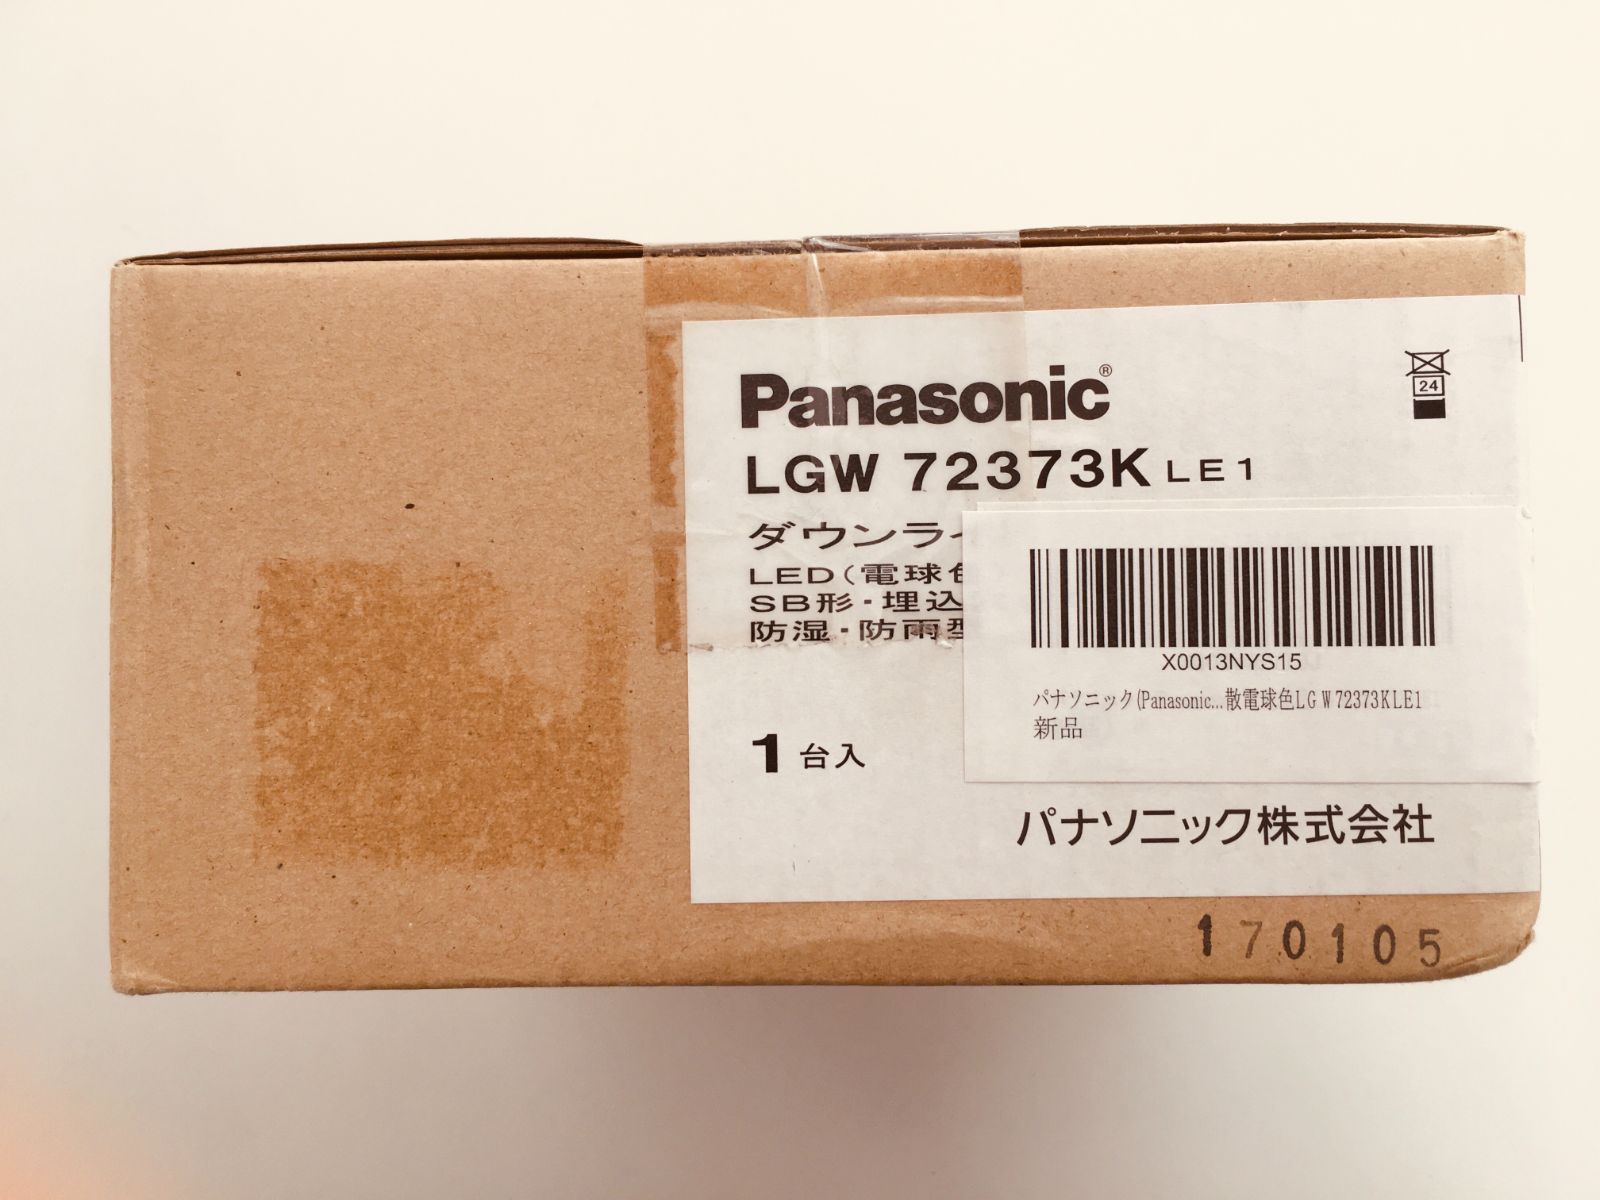 Panasonic®
24
LGW 72373K LE1
ダウンライ
LED(電球色
SB形・埋込
防湿・防雨型
X0013NYS15
パナソニック(Panasonic...散電球色LGW72373KLE1
新品
1 台入
パナソニック株式会社
170105